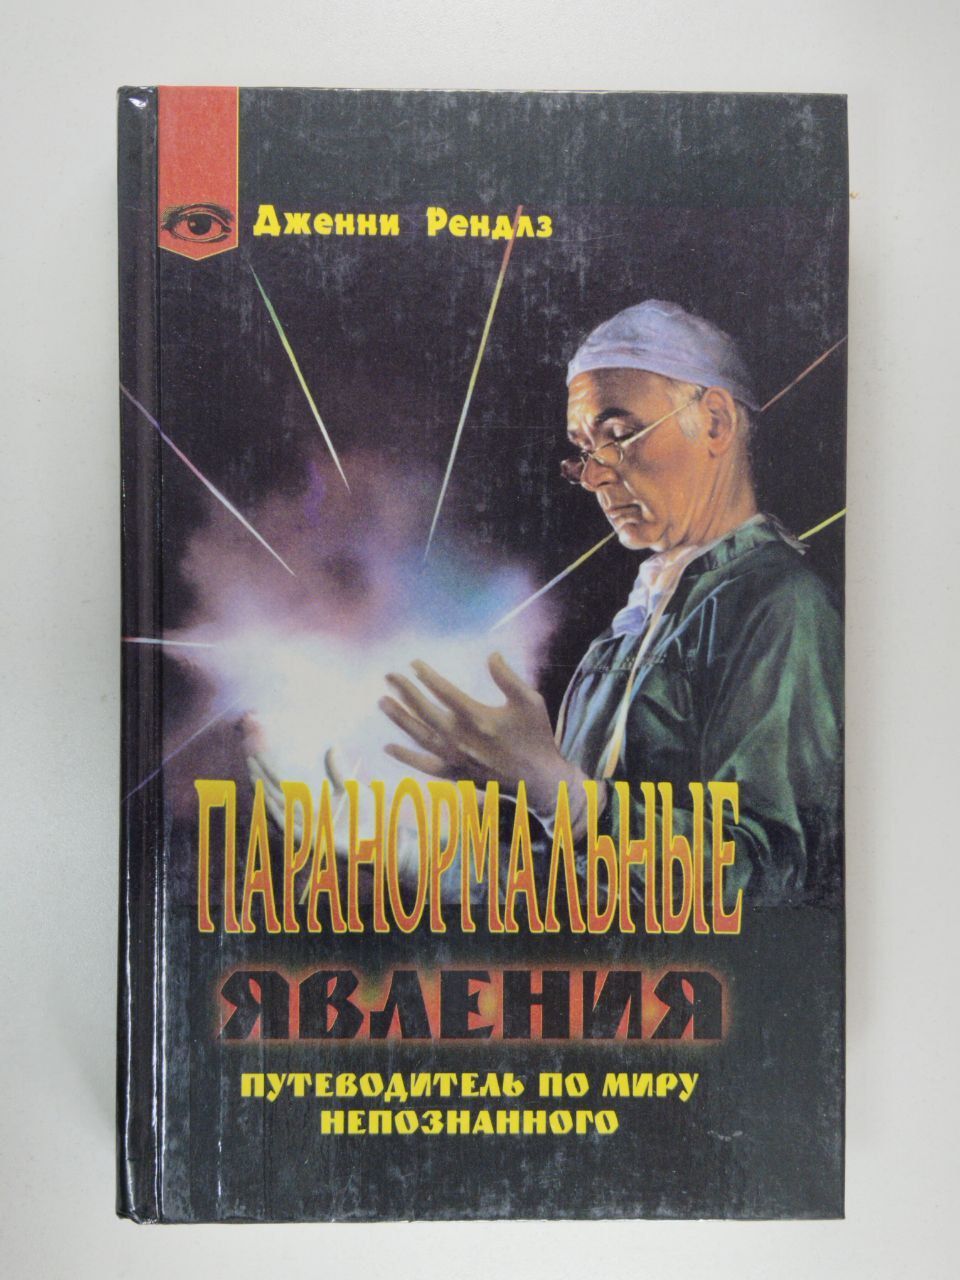 Дженни Рендлз
ПАРАНОРМАЛЬНЫЕ
ЯВЛЕНИЯ
ПУТЕВОДИТЕЛЬ ПО МИРУ
НЕПОЗНАННОГО